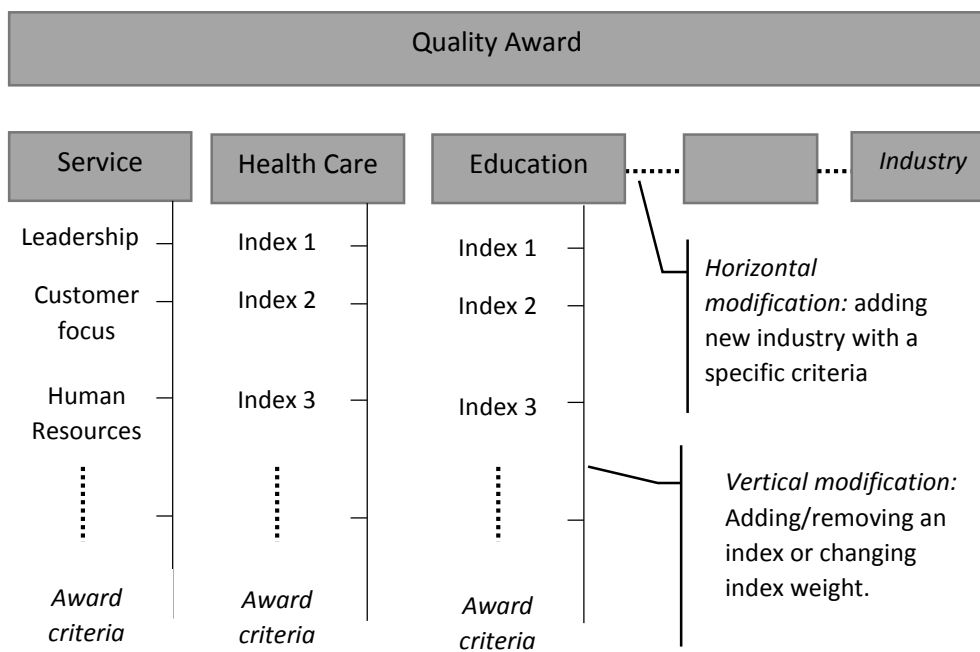 Quality Award
Service
Health Care
Education
Industry
Leadership
Customer
focus
Human
Resources
Award
criteria
Index 1
Index 2
Index 3
Award
criteria
Index 1
Index 2
Index 3
Award
criteria
Horizontal
modification: adding
new industry with a
specific criteria
Vertical modification:
Adding/removing an
index or changing
index weight.